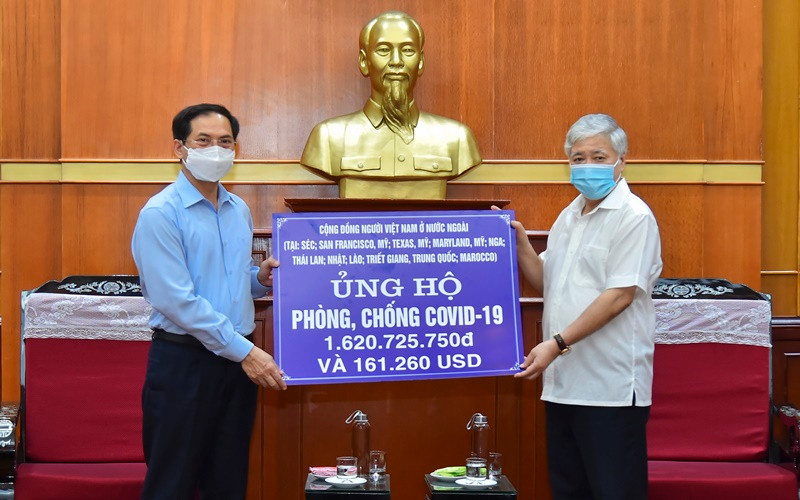 CỘNG ĐỒNG NGƯỜI VIỆT NAM Ở NƯỚC NGOÀI
(TẠI: SÉC; SAN FRANCISCO, MỸ; TEXAS, MỸ; MARYLAND, MỸ; NGA;
THÁI LAN; NHẬT; LÀO; TRIẾT GIANG, TRUNG QUỐC; MAROCCO)
ỦNG HỘ
PHÒNG, CHỐNG COVID-19
1.620.725.750đ
VÀ 161.260 USD